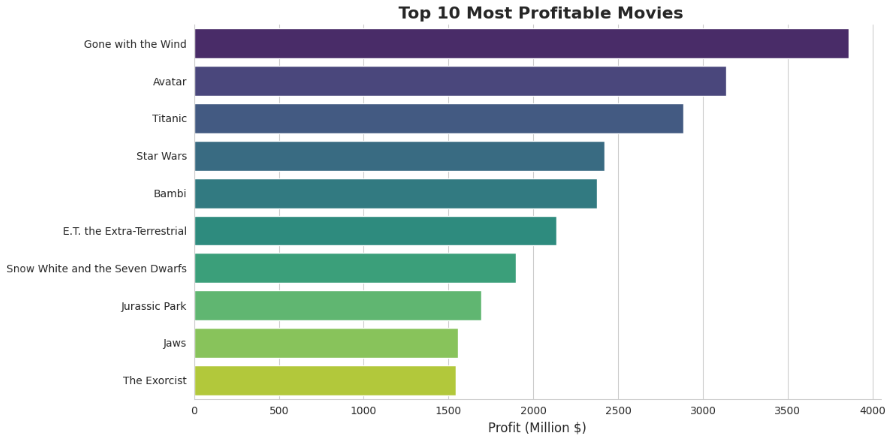 Top 10 Most Profitable Movies
Gone with the Wind
Avatar
Titanic
Star Wars
Bambi
E.T. the Extra-Terrestrial
Snow White and the Seven Dwarfs
Jurassic Park
Jaws
The Exorcist
0 500 1000 1500 2000 2500 3000 3500 4000
Profit (Million $)